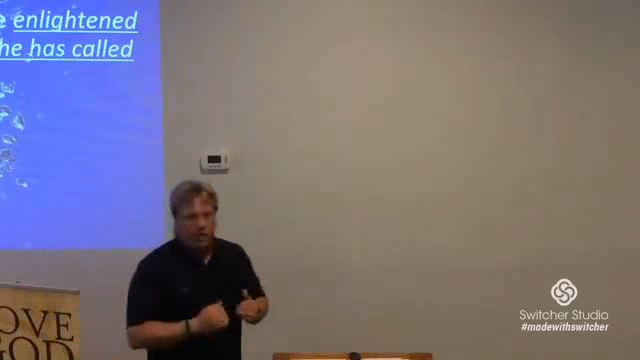 enlightened
he has called
OVE
GOD
Switcher Studio
#madewithswitcher